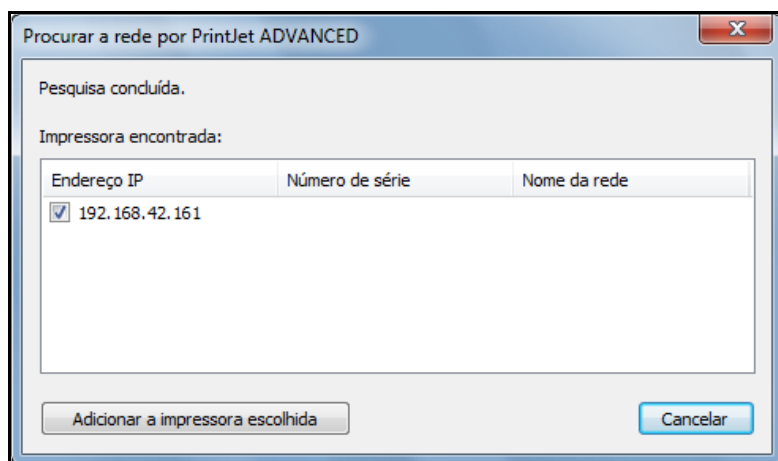 Procurar a rede por PrintJet ADVANCED
Pesquisa concluída.
Impressora encontrada:
Endereço IP Número de série Nome da rede
192.168.42.161
Adicionar a impressora escolhida Cancelar